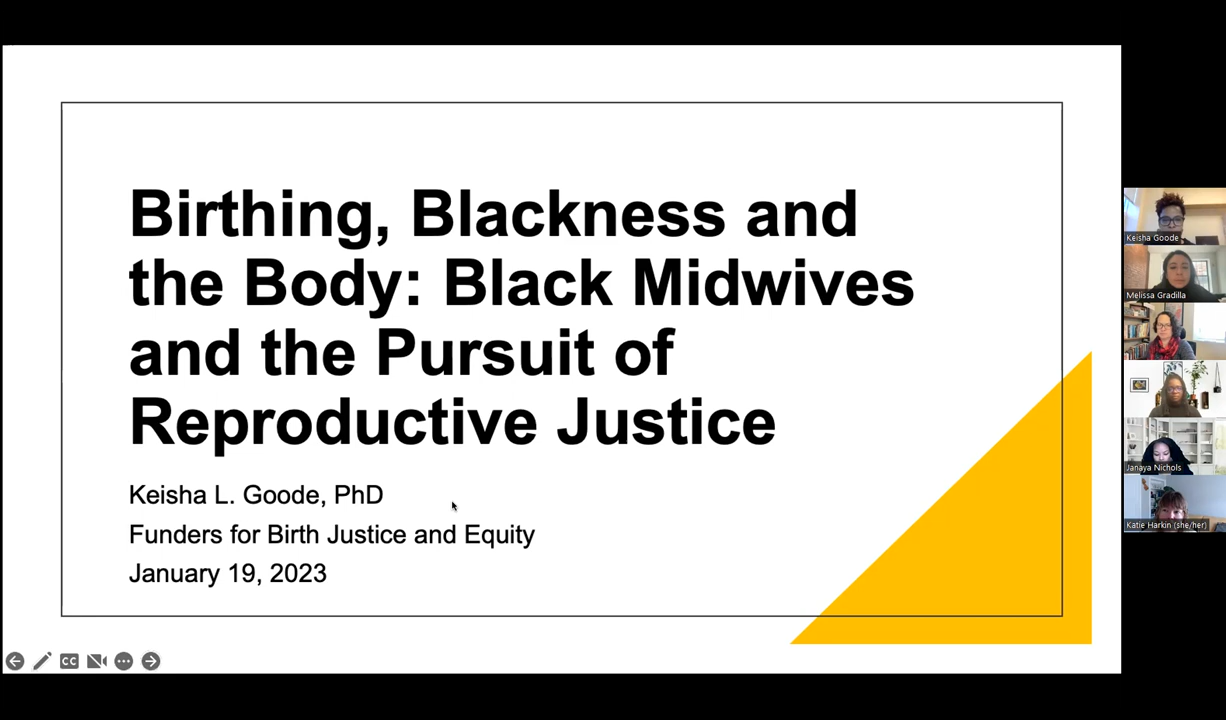 Birthing, Blackness and
the Body: Black Midwives
and the Pursuit of
Reproductive Justice
Keisha L. Goode, PhD
Funders for Birth Justice and Equity
January 19, 2023
CC
Keisha Goode
Melissa Gradilla
Janaya Nichols
Katie Harkin (she/her)